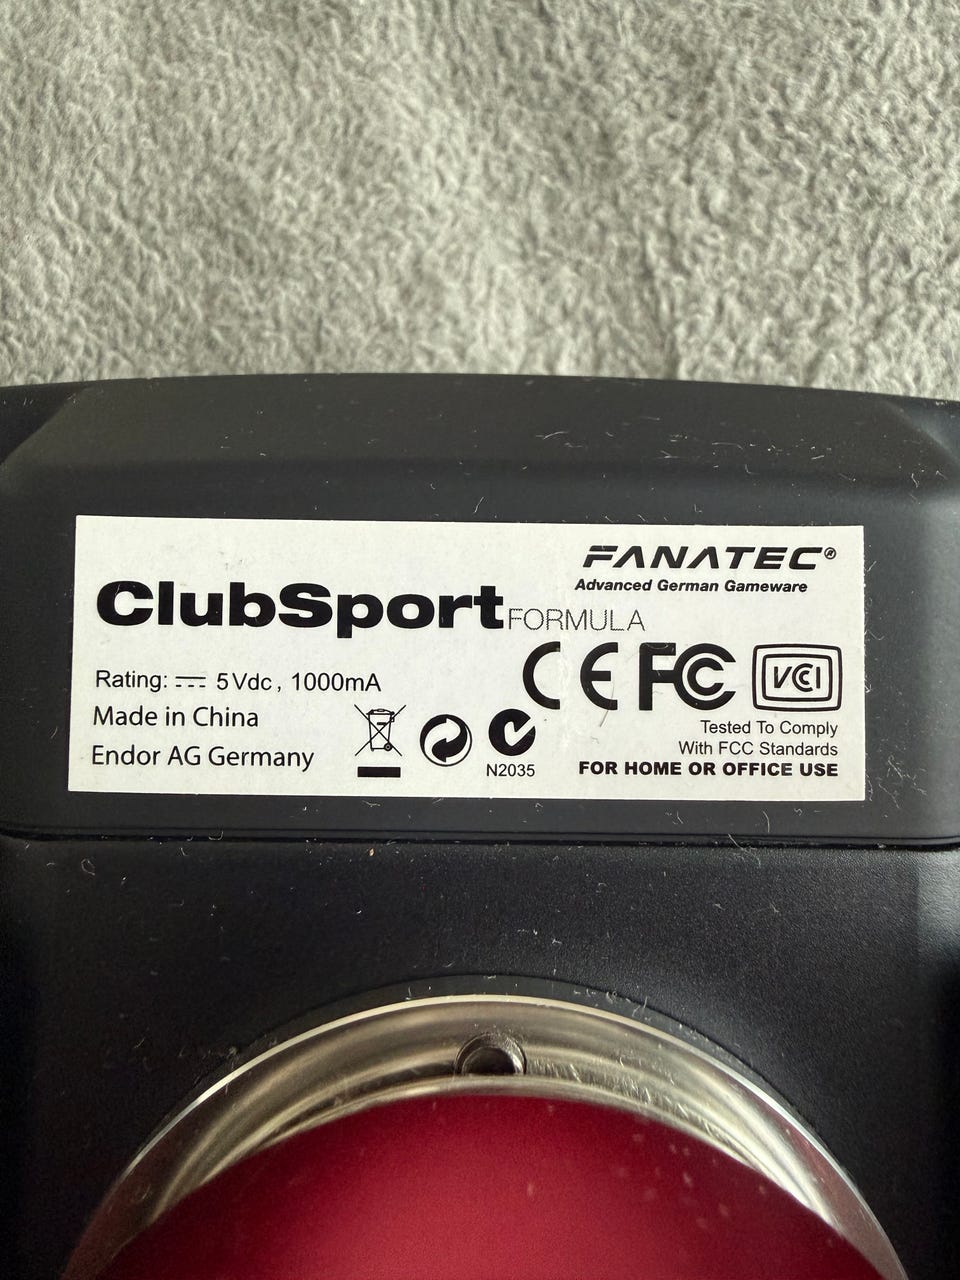 FANATEC®
Advanced German Gameware
ClubSport FORMULA
Rating: ⎓ 5Vdc, 1000mA
Made in China
Endor AG Germany
N2035
CE FC VCCI
Tested To Comply
With FCC Standards
FOR HOME OR OFFICE USE